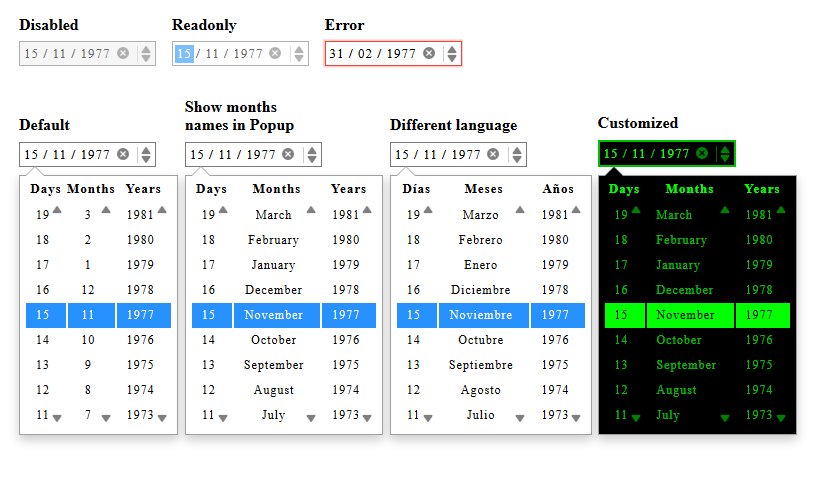 Disabled Readonly Error
15 / 11 / 1977 15 / 11 / 1977 31 / 02 / 1977
Show months
Default names in Popup Different language Customized
15 / 11 / 1977 15 / 11 / 1977 15 / 11 / 1977 15 / 11 / 1977
Days Months Years Days Months Years Días Meses Años Days Months Years
19 3 1981 19 March 1981 19 Marzo 1981 19 March 1981
18 2 1980 18 February 1980 18 Febrero 1980 18 February 1980
17 1 1979 17 January 1979 17 Enero 1979 17 January 1979
16 12 1978 16 December 1978 16 Diciembre 1978 16 December 1978
15 11 1977 15 November 1977 15 Noviembre 1977 15 November 1977
14 10 1976 14 October 1976 14 Octubre 1976 14 October 1976
13 9 1975 13 September 1975 13 Septiembre 1975 13 September 1975
12 8 1974 12 August 1974 12 Agosto 1974 12 August 1974
11 7 1973 11 July 1973 11 Julio 1973 11 July 1973